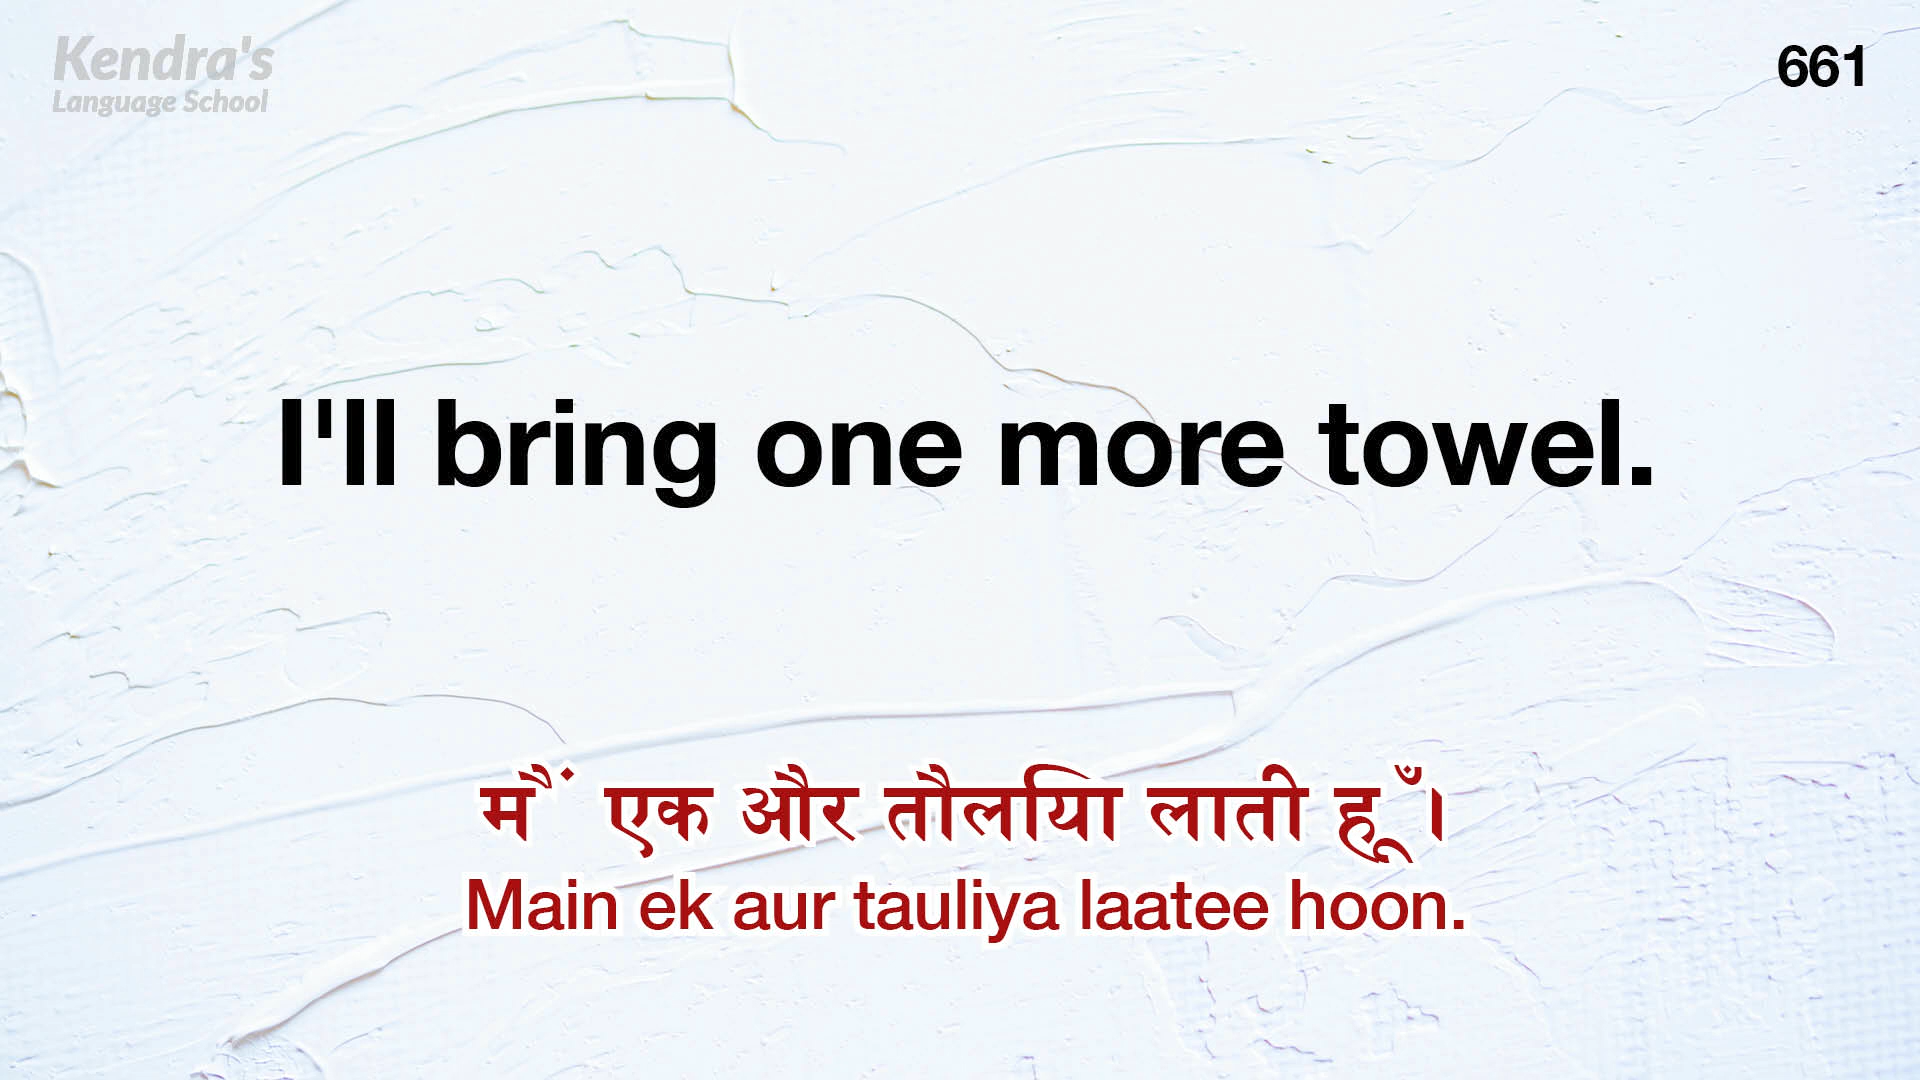 Kendra's
Language School
661
I'll bring one more towel.
मैं एक और तौलिया लाती हूँ।
Main ek aur tauliya laatee hoon.